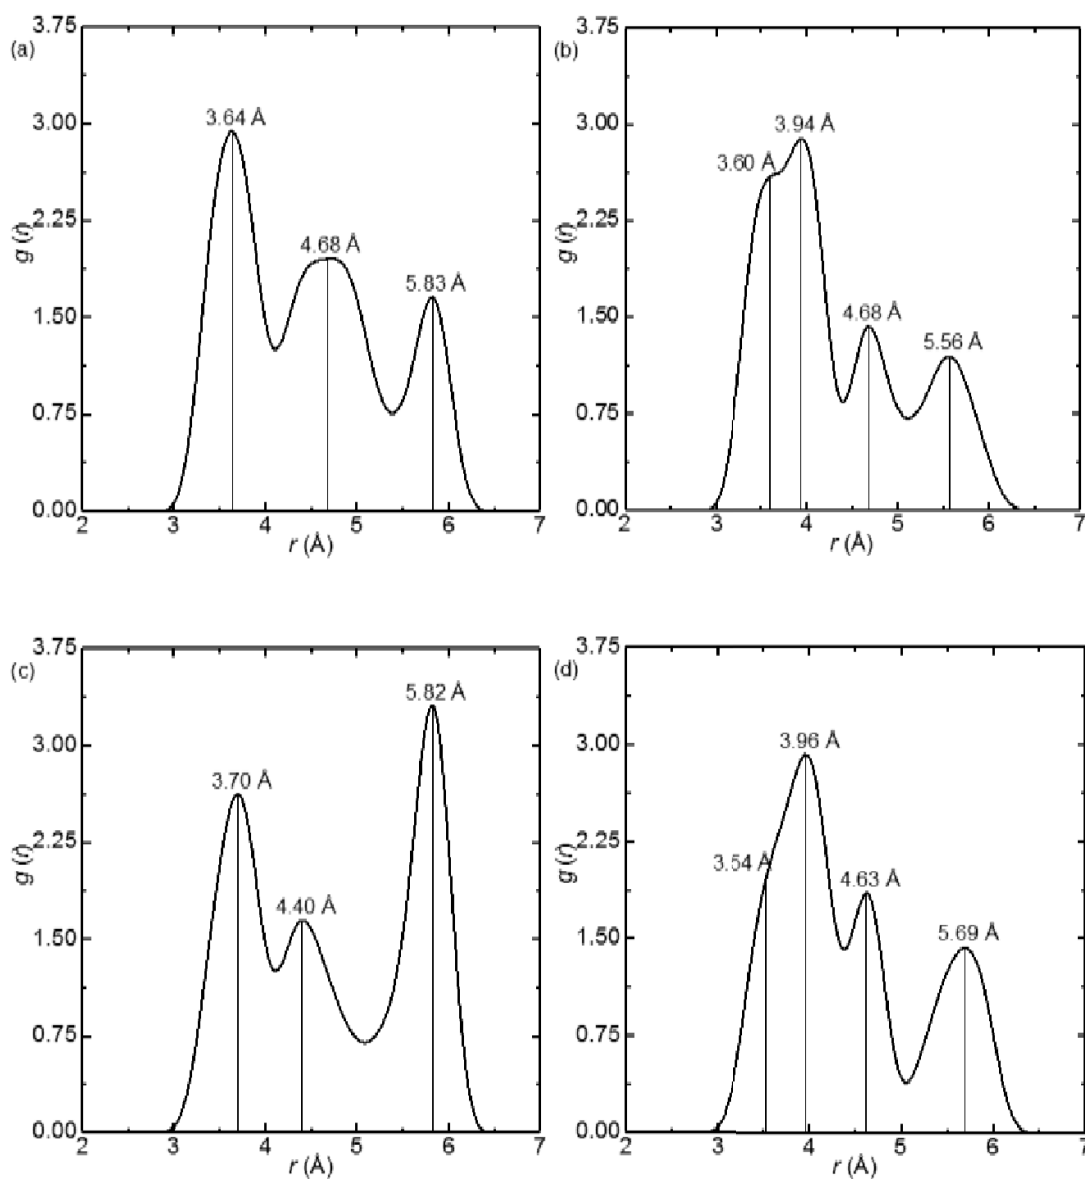 (a)
3.75
3.00
2.25
1.50
0.75
0.00
g (r)
3.64 Å
4.68 Å
5.83 Å
2 3 4 5 6 7
r (Å)
(b)
3.75
3.00
2.25
1.50
0.75
0.00
g (r)
3.60 Å
3.94 Å
4.68 Å
5.56 Å
2 3 4 5 6 7
r (Å)
(c)
3.75
3.00
2.25
1.50
0.75
0.00
g (r)
3.70 Å
4.40 Å
5.82 Å
2 3 4 5 6 7
r (Å)
(d)
3.75
3.00
2.25
1.50
0.75
0.00
g (r)
3.54 Å
3.96 Å
4.63 Å
5.69 Å
2 3 4 5 6 7
r (Å)